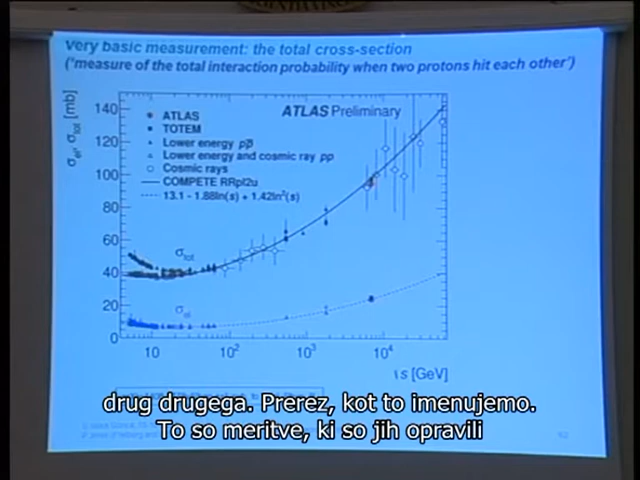 Very basic measurement: the total cross-section
('measure of the total interaction probability when two protons hit each other')
σel, σtot [mb]
140
120
100
80
60
40
20
0
ATLAS Preliminary
ATLAS
TOTEM
Lower energy pp̄
Lower energy and cosmic ray pp
Cosmic rays
COMPETE RRpl2u
13.1 - 1.88ln(s) + 1.42ln²(s)
σtot
σel
10
10²
10³
10⁴
√s [GeV]
drug drugega. Prerez, kot to imenujemo.
To so meritve, ki so jih opravili